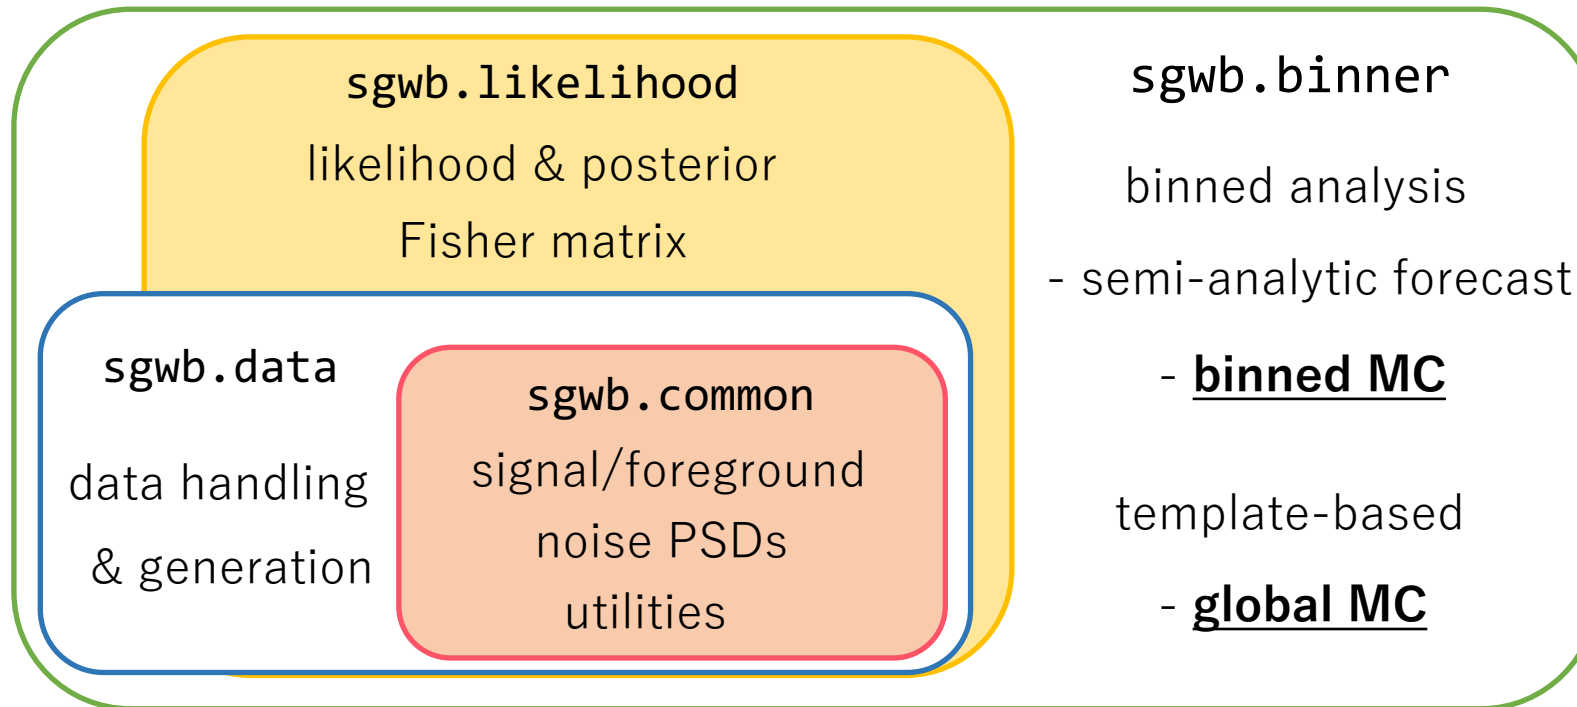 sgwb.likelihood
likelihood & posterior
Fisher matrix
sgwb.data
data handling
& generation
sgwb.common
signal/foreground
noise PSDs
utilities
sgwb.binner
binned analysis
- semi-analytic forecast
- binned MC
template-based
- global MC